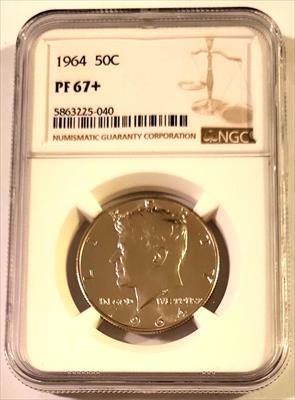 1964 50C
PF 67+
5863225-040
NUMISMATIC GUARANTY CORPORATION
NGC
LIBERTY
IN GOD WE TRUST
1964